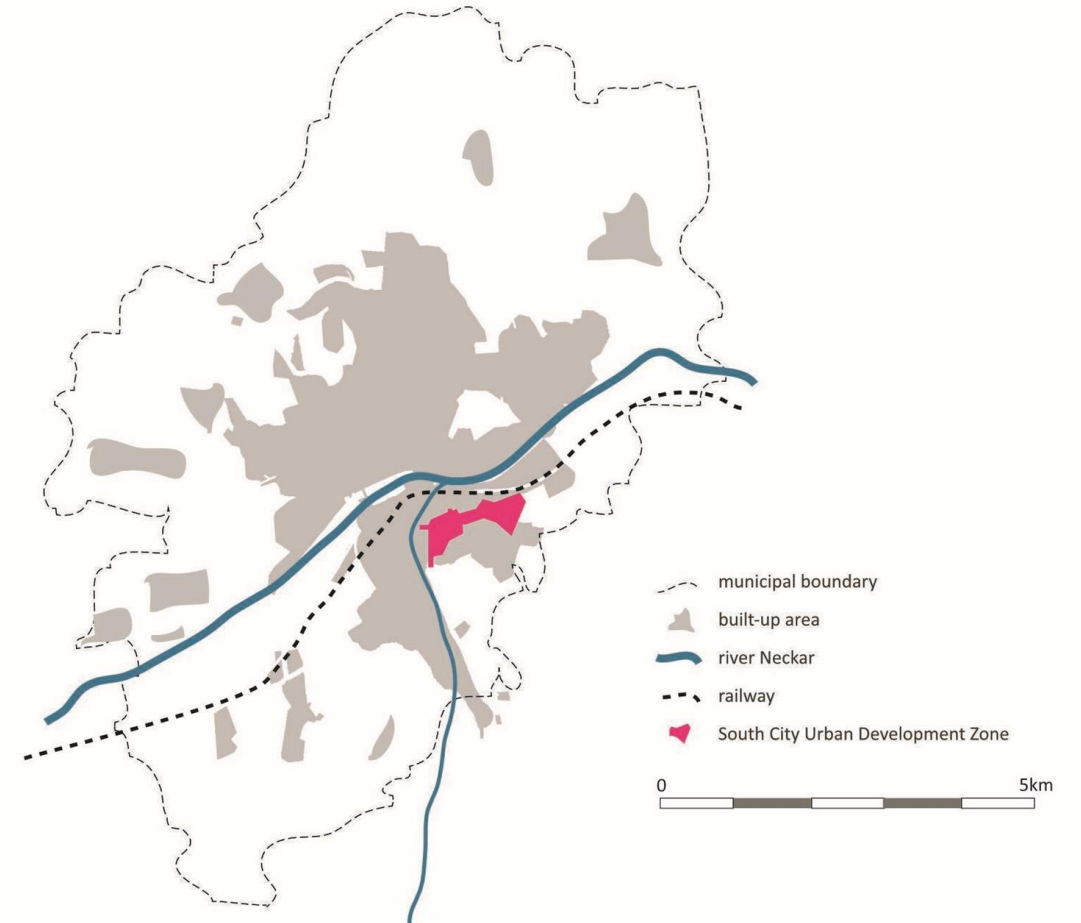 municipal boundary
built-up area
river Neckar
railway
South City Urban Development Zone
0 5km